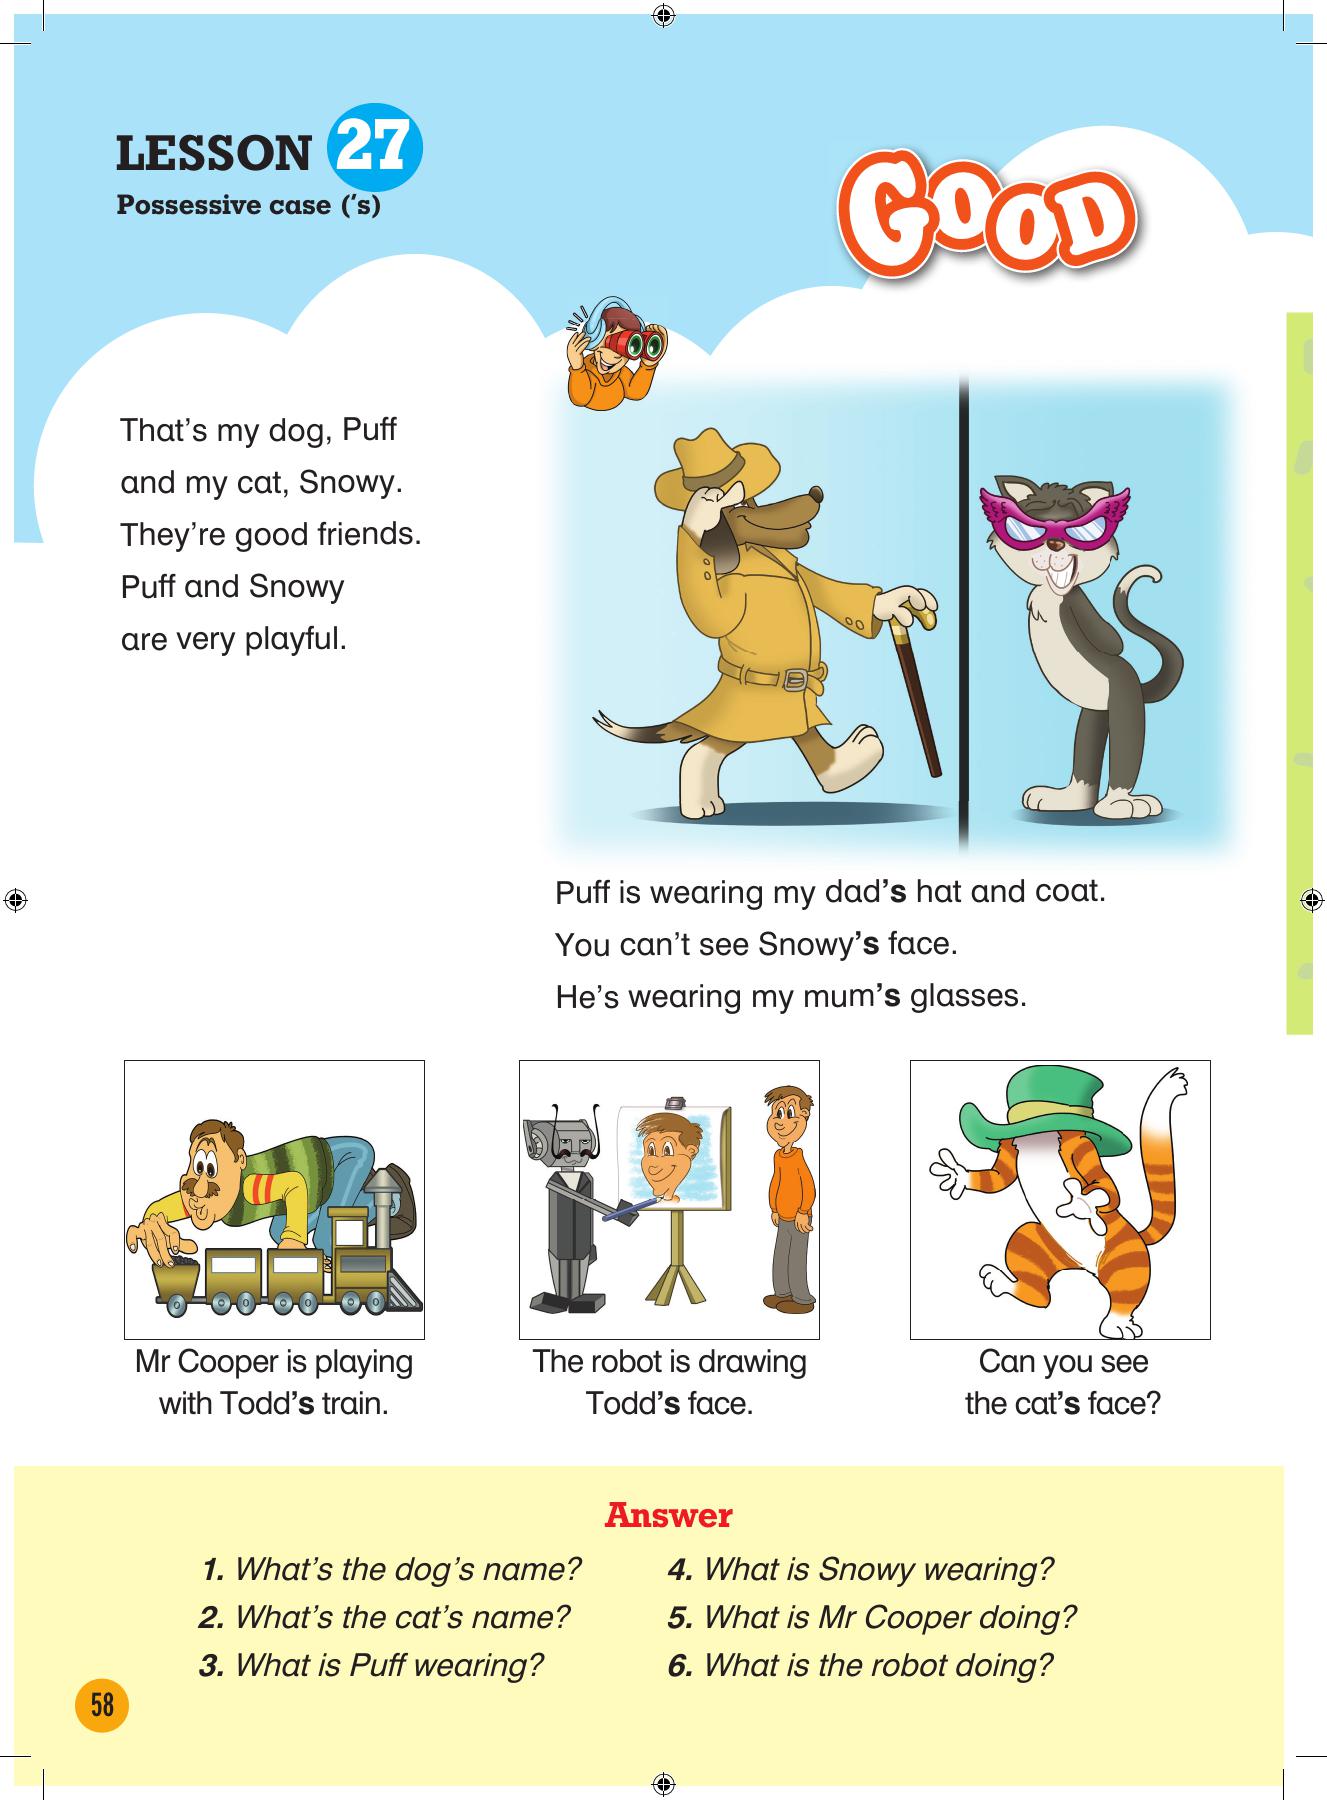 LESSON 27
Possessive case ('s)
GOOD
That's my dog, Puff
and my cat, Snowy.
They're good friends.
Puff and Snowy
are very playful.
Puff is wearing my dad's hat and coat.
You can't see Snowy's face.
He's wearing my mum's glasses.
Mr Cooper is playing
with Todd's train.
The robot is drawing
Todd's face.
Can you see
the cat's face?
Answer
1. What's the dog's name?
2. What's the cat's name?
3. What is Puff wearing?
4. What is Snowy wearing?
5. What is Mr Cooper doing?
6. What is the robot doing?
58